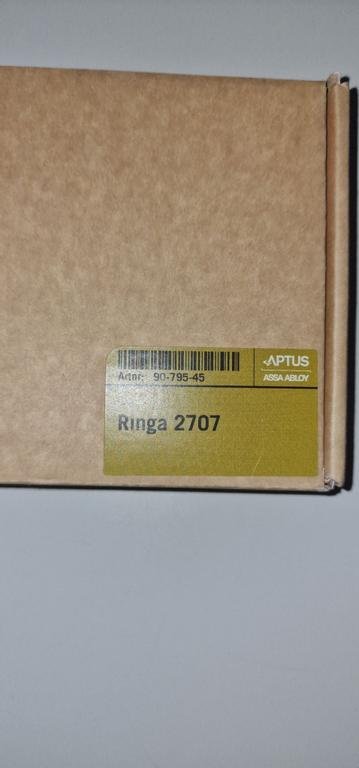 Artnr: 90-795-45
APTUS
ASSA ABLOY
Ringa 2707